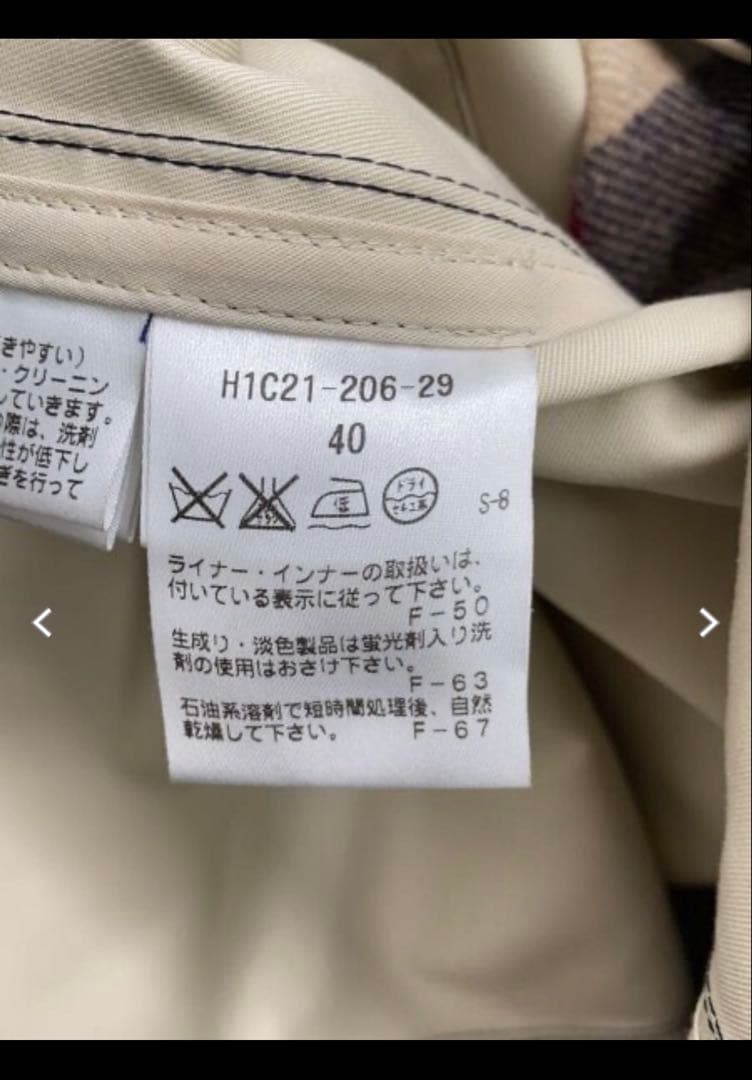 きやすい）
・クリーニン
していきます。
際は、洗剤
性が低下し
ぎを行って
H1C21-206-29
40
ドライ
セキユ系
S-8
ライナー・インナーの取扱いは、
付いている表示に従って下さい。
F-50
生成り・淡色製品は蛍光剤入り洗
剤の使用はおさけ下さい。
F-63
石油系溶剤で短時間処理後、自然
乾燥して下さい。 F-67